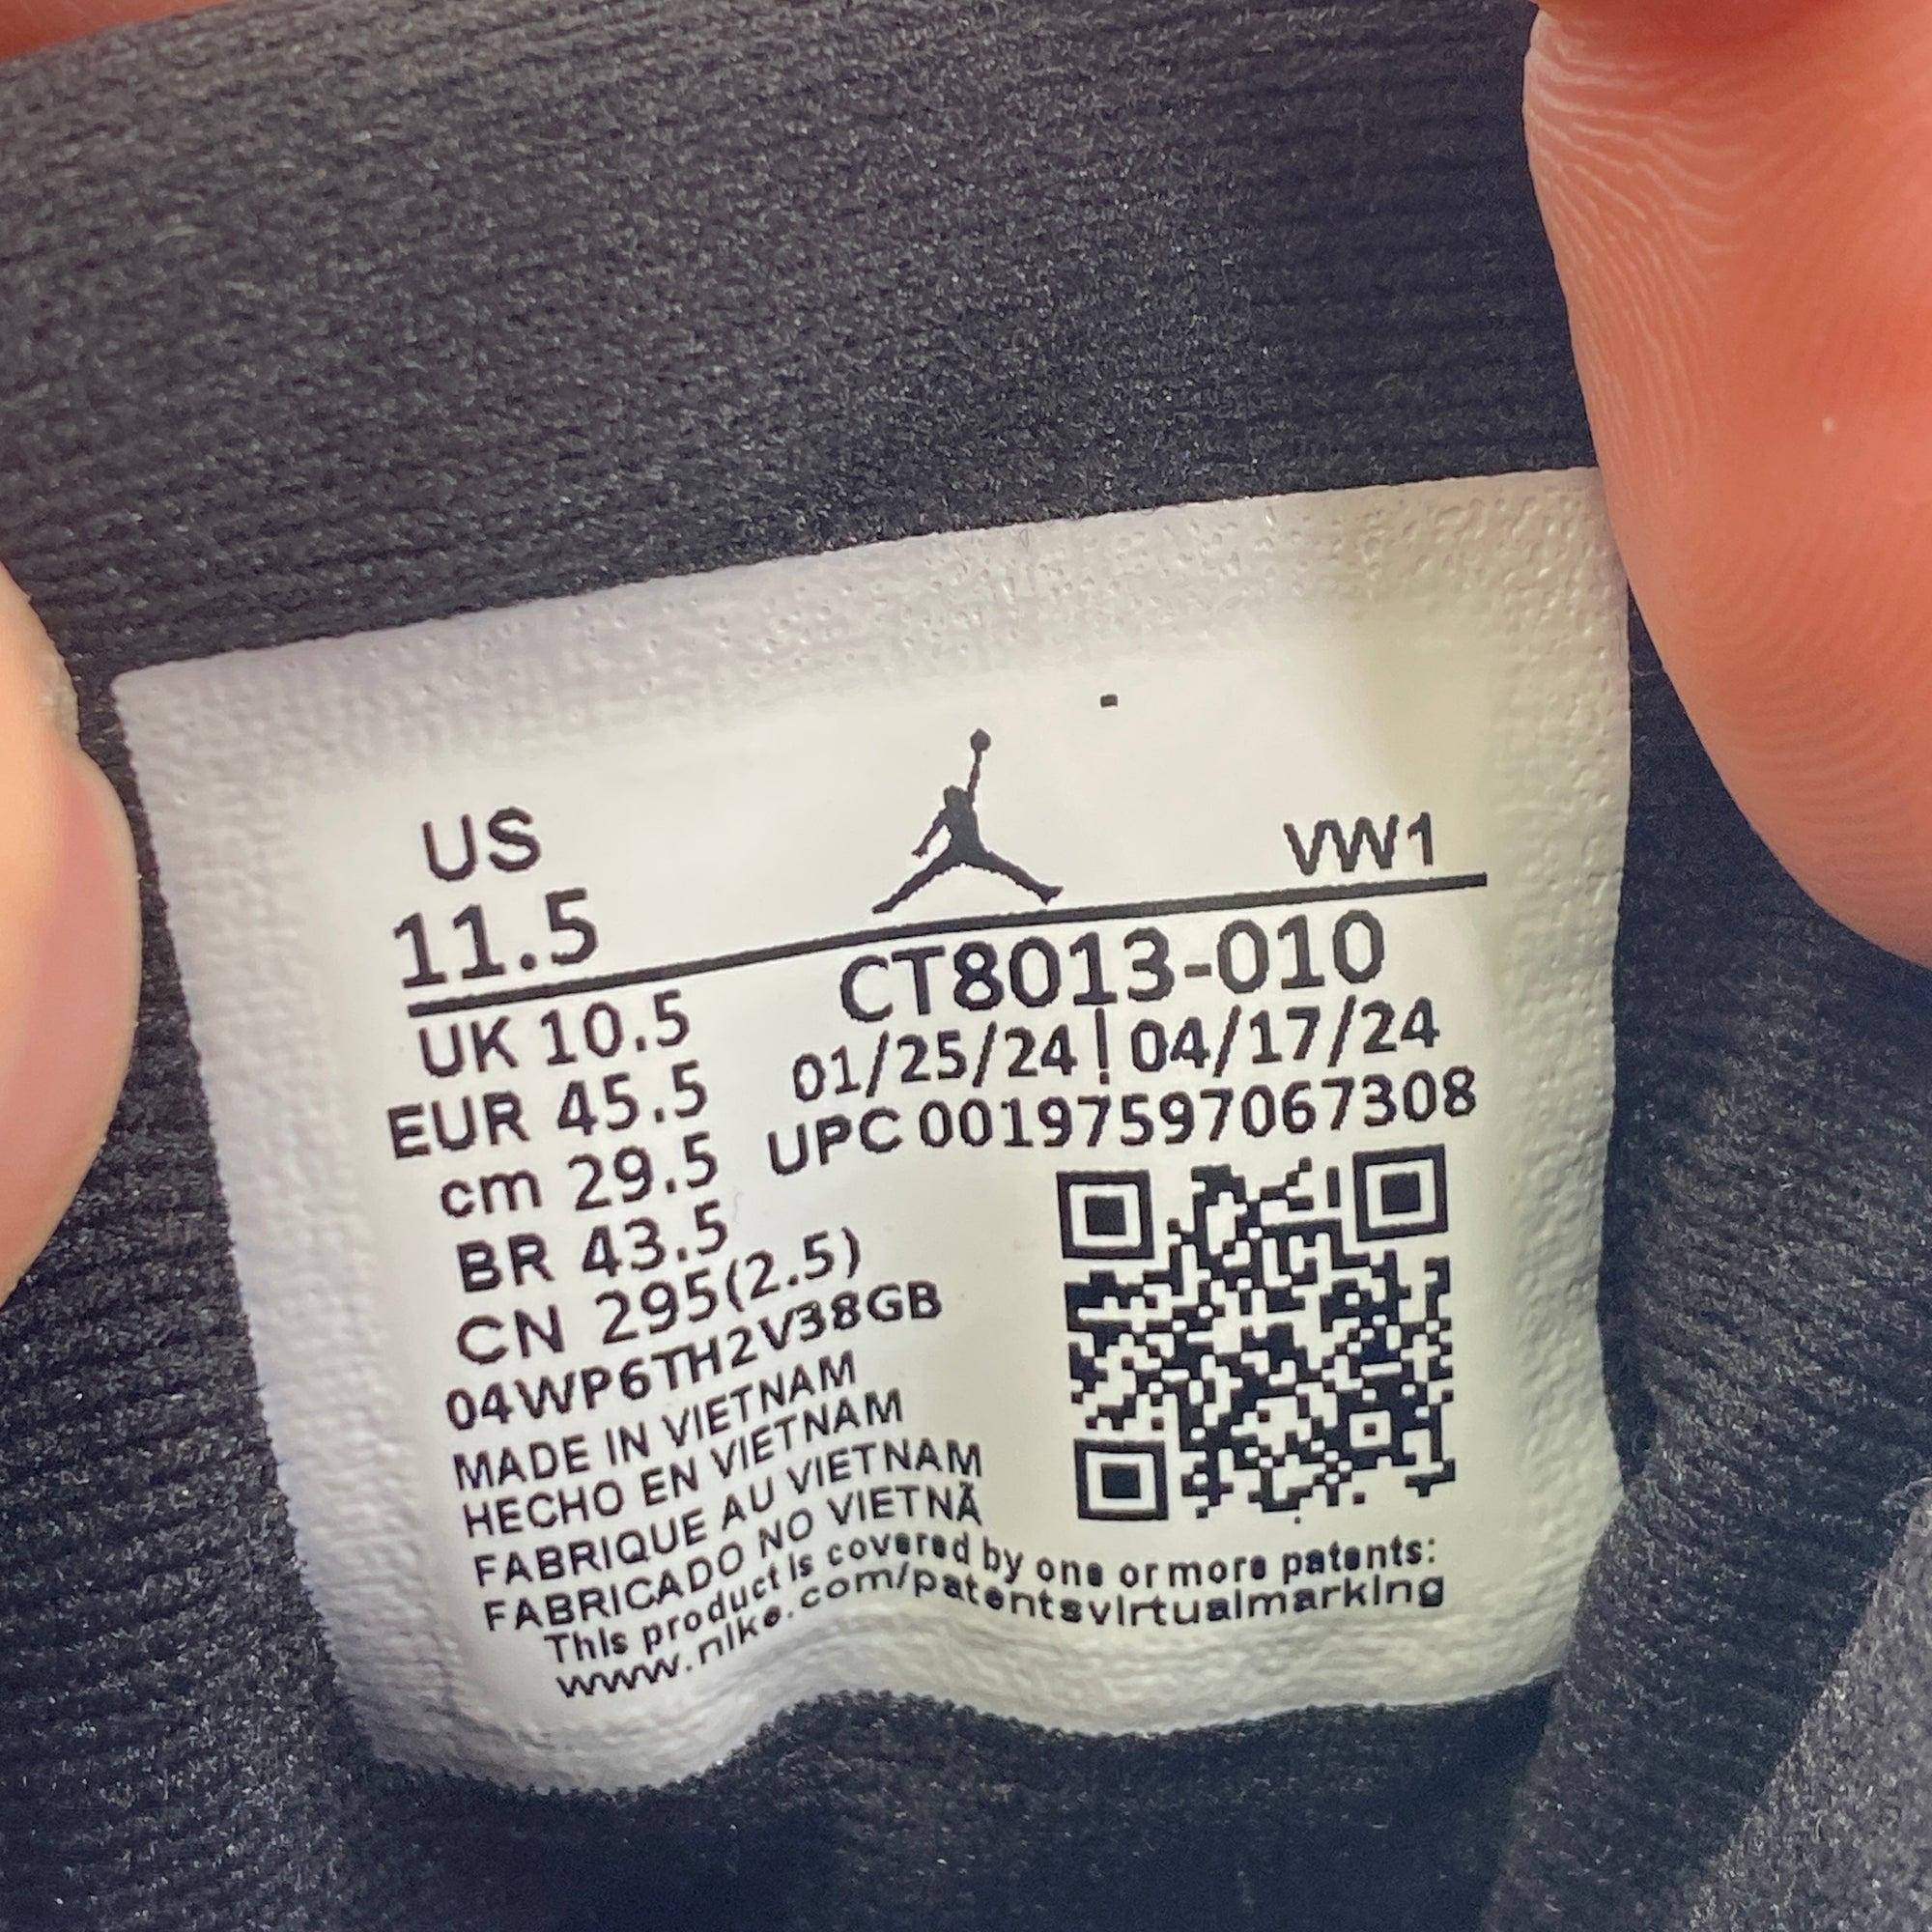 US
VW1
11.5
CT8013-010
UK 10.5
01/25/24 | 04/17/24
EUR 45.5
UPC 00197597067308
cm 29.5
BR 43.5
CN 295(2.5)
04WP6TH2V38GB
MADE IN VIETNAM
HECHO EN VIETNAM
FABRIQUE AU VIETNAM
FABRICADO NO VIETNÃ
This product is covered by one or more patents:
www.nike.com/patentsvirtualmarking